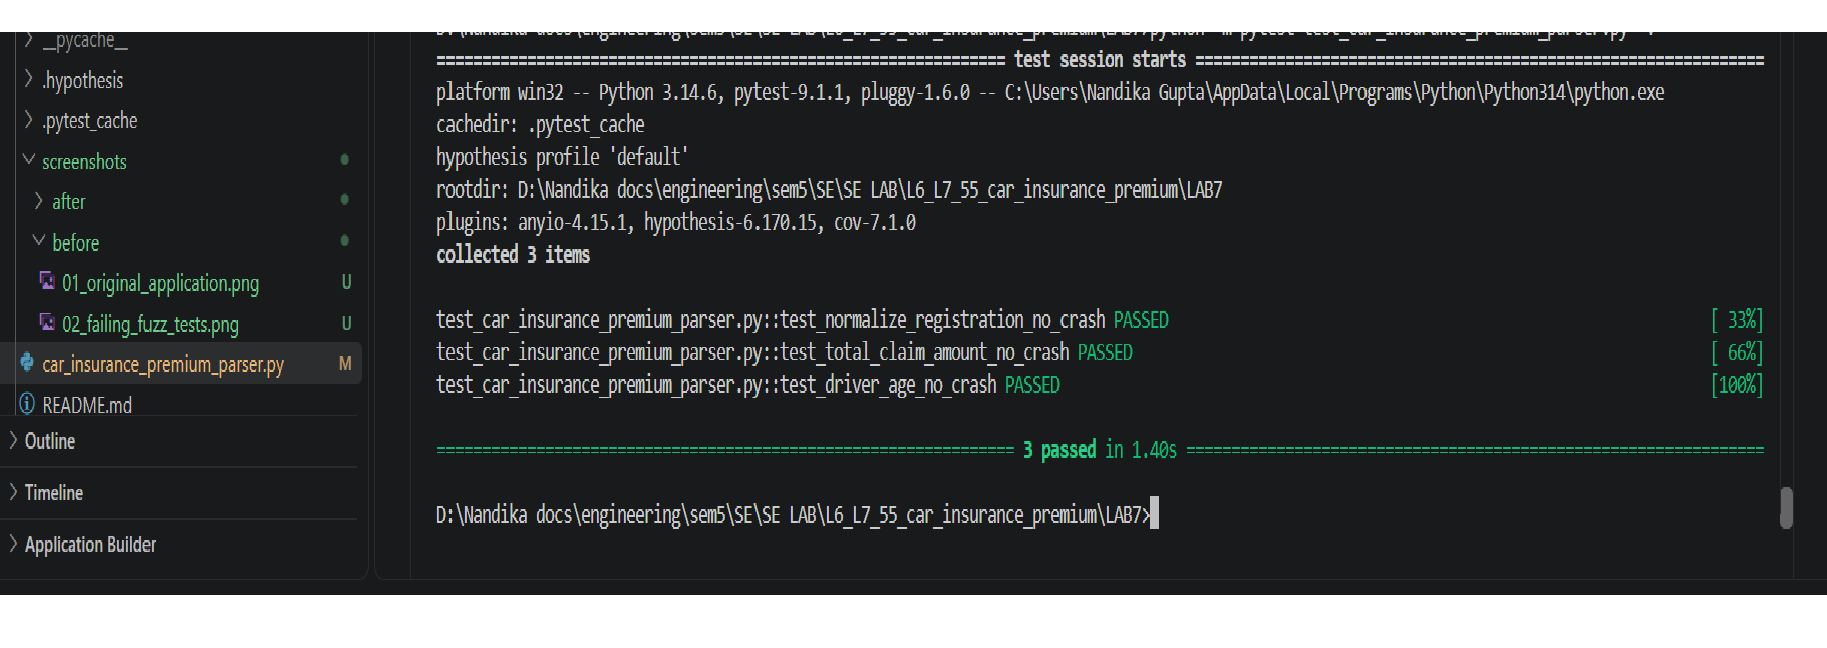 __pycache__
.hypothesis
.pytest_cache
screenshots
after
before
01_original_application.png U
02_failing_fuzz_tests.png U
car_insurance_premium_parser.py M
README.md
Outline
Timeline
Application Builder
============================================================== test session starts ==============================================================
platform win32 -- Python 3.14.6, pytest-9.1.1, pluggy-1.6.0 -- C:\Users\Nandika Gupta\AppData\Local\Programs\Python\Python314\python.exe
cachedir: .pytest_cache
hypothesis profile 'default'
rootdir: D:\Nandika docs\engineering\sem5\SE\SE LAB\L6_L7_55_car_insurance_premium\LAB7
plugins: anyio-4.15.1, hypothesis-6.170.15, cov-7.1.0
collected 3 items
test_car_insurance_premium_parser.py::test_normalize_registration_no_crash PASSED [ 33%]
test_car_insurance_premium_parser.py::test_total_claim_amount_no_crash PASSED [ 66%]
test_car_insurance_premium_parser.py::test_driver_age_no_crash PASSED [100%]
=============================================================== 3 passed in 1.40s ===============================================================
D:\Nandika docs\engineering\sem5\SE\SE LAB\L6_L7_55_car_insurance_premium\LAB7>